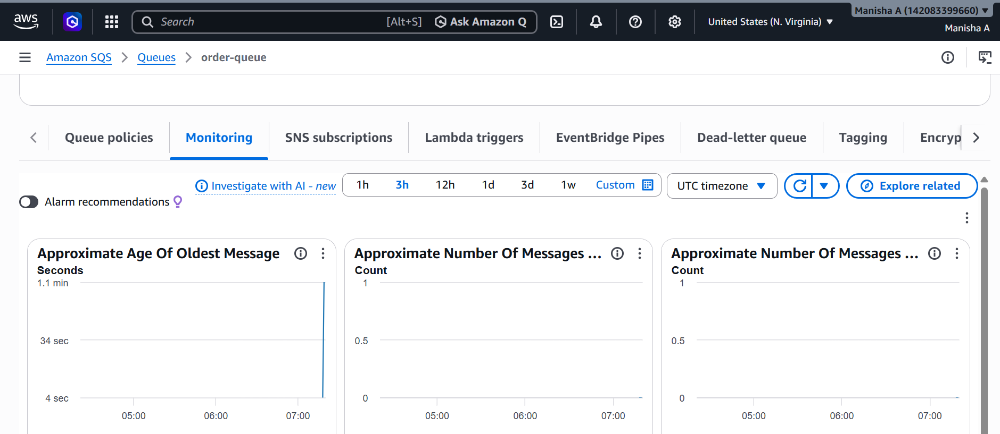 aws
Search [Alt+S] Ask Amazon Q
United States (N. Virginia)
Manisha A (142083399660)
Manisha A
Amazon SQS > Queues > order-queue
Queue policies
Monitoring
SNS subscriptions
Lambda triggers
EventBridge Pipes
Dead-letter queue
Tagging
Encryp
Investigate with AI - new
1h 3h 12h 1d 3d 1w Custom
UTC timezone
Explore related
Alarm recommendations
Approximate Age Of Oldest Message
Seconds
1.1 min
34 sec
4 sec
05:00 06:00 07:00
Approximate Number Of Messages ...
Count
1
0.5
0
05:00 06:00 07:00
Approximate Number Of Messages ...
Count
1
0.5
0
05:00 06:00 07:00